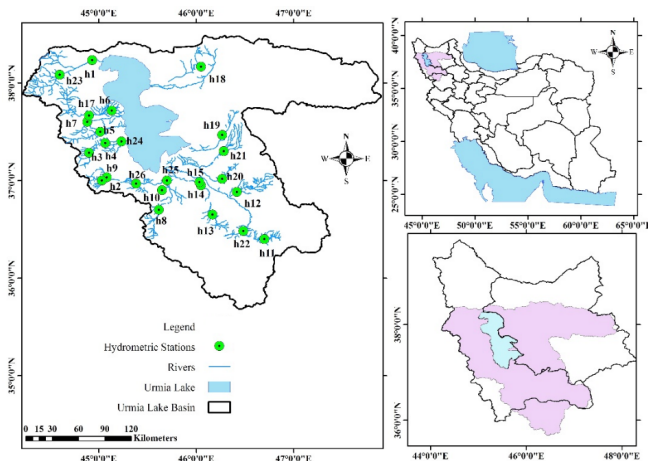 45°0'0"E 46°0'0"E 47°0'0"E
38°0'0"N
37°0'0"N
36°0'0"N
35°0'0"N
h1
h23
h18
h17
h6
h7
h5
h24
h3
h4
h9
h2
h26
h25
h15
h14
h10
h8
h19
h21
h20
h12
h13
h22
h11
N
W E
S
Legend
Hydrometric Stations
Rivers
Urmia Lake
Urmia Lake Basin
0 15 30 60 90 120
Kilometers
45°0'0"E 46°0'0"E 47°0'0"E
40°0'0"N
35°0'0"N
30°0'0"N
25°0'0"N
N
W E
S
45°0'0"E 50°0'0"E 55°0'0"E 60°0'0"E 65°0'0"E
38°0'0"N
36°0'0"N
44°0'0"E 46°0'0"E 48°0'0"E